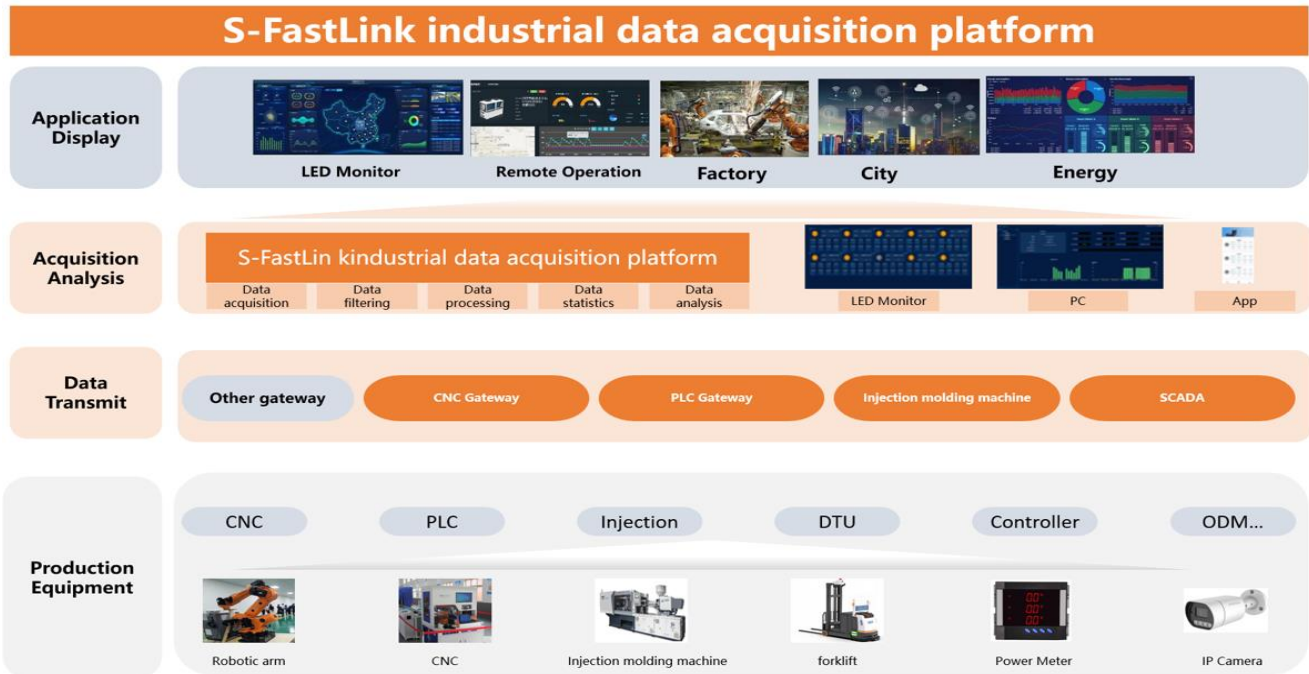 S-FastLink industrial data acquisition platform
Application
Display
LED Monitor
Remote Operation
Factory
City
Energy
Acquisition
Analysis
S-FastLin kindustrial data acquisition platform
Data
acquisition
Data
filtering
Data
processing
Data
statistics
Data
analysis
LED Monitor
PC
App
Data
Transmit
Other gateway
CNC Gateway
PLC Gateway
Injection molding machine
SCADA
Production
Equipment
CNC
PLC
Injection
DTU
Controller
ODM...
Robotic arm
CNC
Injection molding machine
forklift
Power Meter
IP Camera